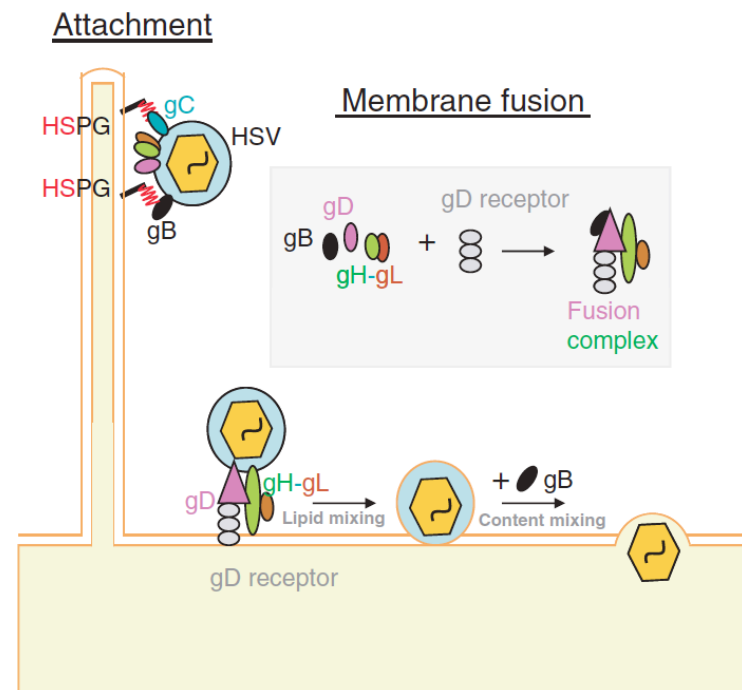 Attachment
HSPG
gC
HSV
HSPG
gB
Membrane fusion
gD
gD receptor
gB
+
gH-gL
Fusion
complex
gD
gH-gL
Lipid mixing
+ gB
Content mixing
gD receptor